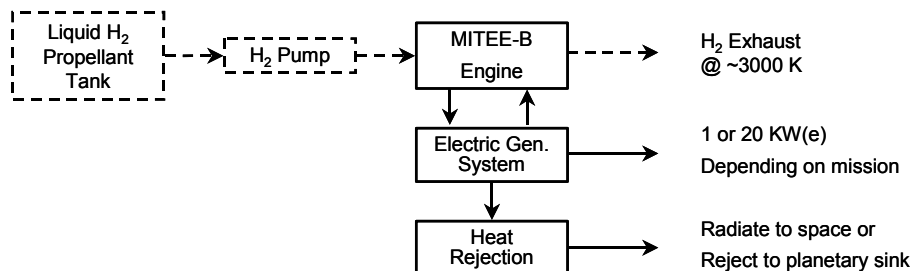 Liquid H₂
Propellant
Tank
H₂ Pump
MITEE-B
Engine
H₂ Exhaust
@ ~3000 K
Electric Gen.
System
1 or 20 KW(e)
Depending on mission
Heat
Rejection
Radiate to space or
Reject to planetary sink